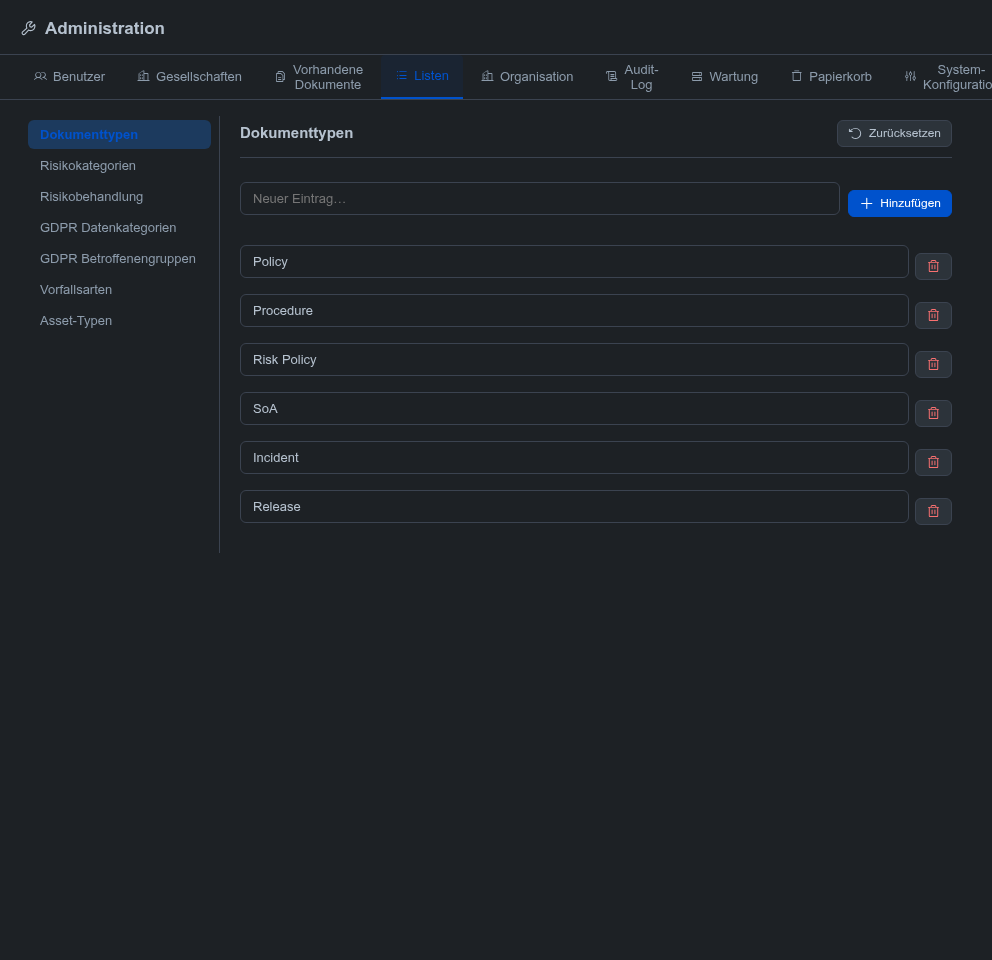 Administration
Benutzer
Gesellschaften
Vorhandene
Dokumente
Listen
Organisation
Audit-
Log
Wartung
Papierkorb
System-
Konfiguratio
Dokumenttypen
Risikokategorien
Risikobehandlung
GDPR Datenkategorien
GDPR Betroffenengruppen
Vorfallsarten
Asset-Typen
Dokumenttypen
Zurücksetzen
Neuer Eintrag…
Hinzufügen
Policy
Procedure
Risk Policy
SoA
Incident
Release